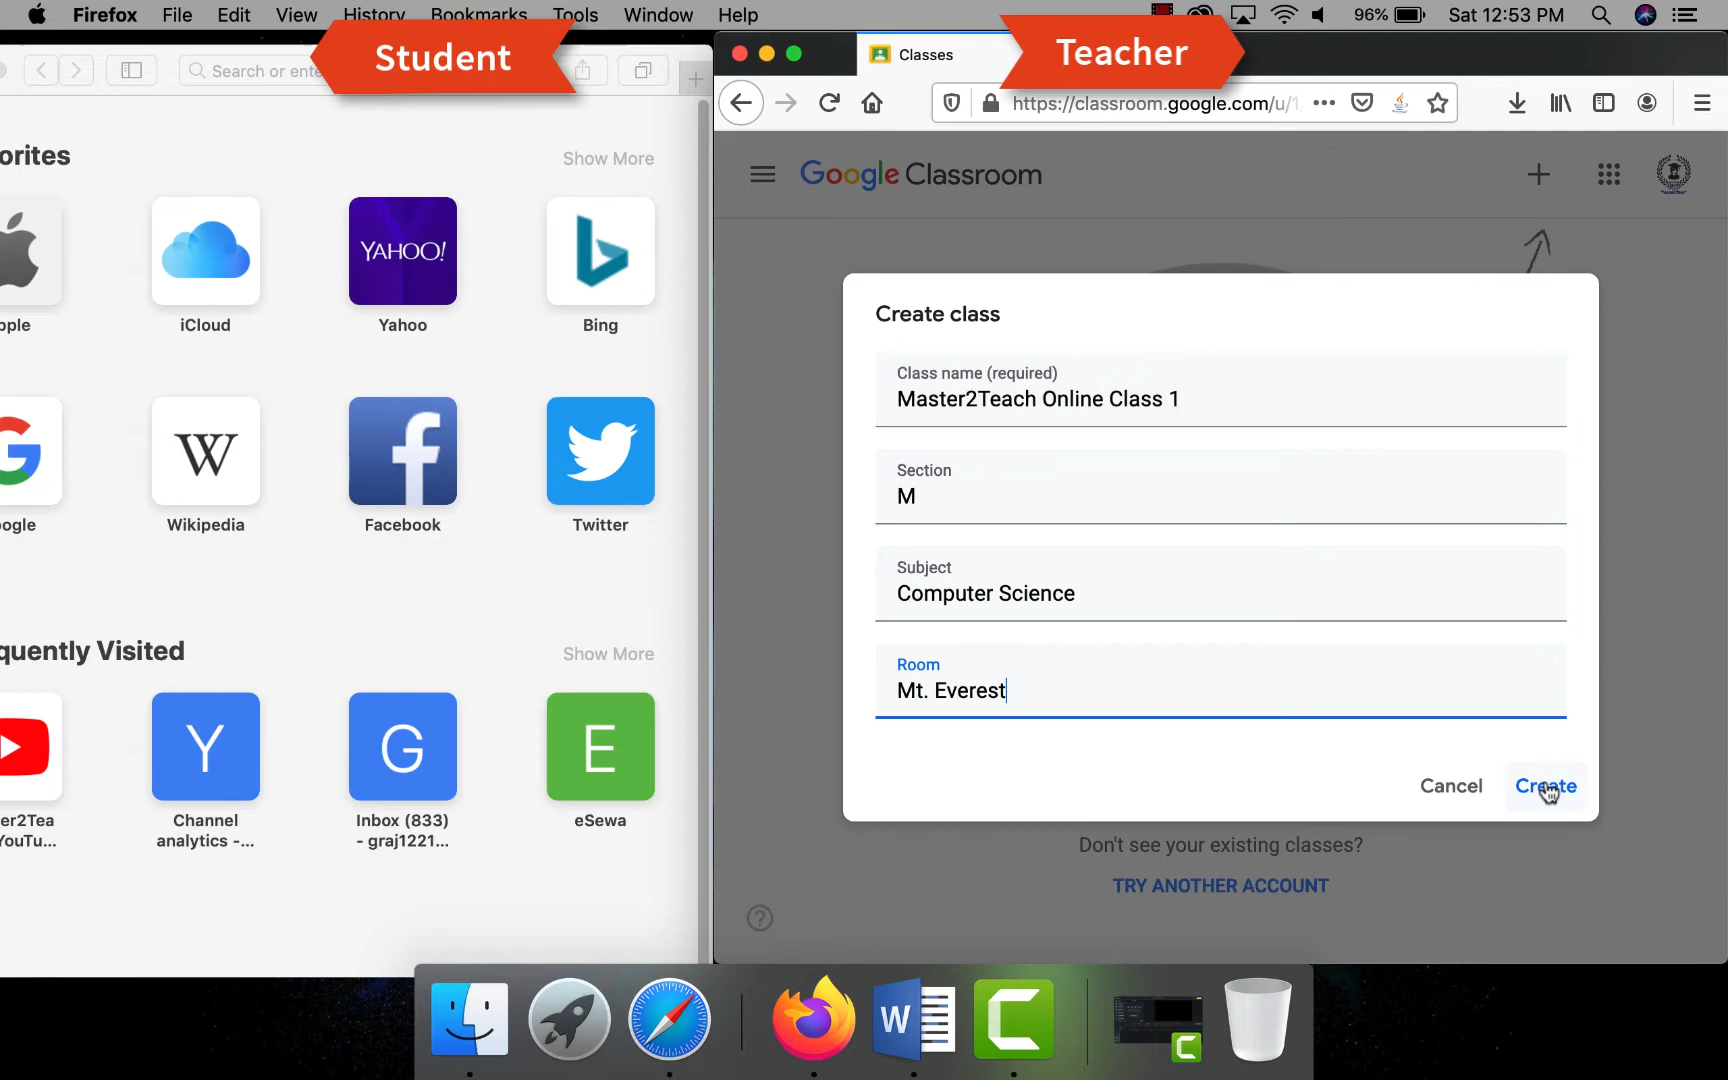 Firefox File Edit View History Bookmarks Tools Window Help
96% Sat 12:53 PM
Student
Teacher
Search or ente
Classes
https://classroom.google.com/u/1
orites
Show More
YAHOO!
pple
iCloud
Yahoo
Bing
W
ogle
Wikipedia
Facebook
Twitter
quently Visited
Show More
Y
G
E
er2Tea
YouTu...
Channel
analytics -...
Inbox (833)
- graj1221...
eSewa
Google Classroom
Create class
Class name (required)
Master2Teach Online Class 1
Section
M
Subject
Computer Science
Room
Mt. Everest
Cancel
Create
Don't see your existing classes?
TRY ANOTHER ACCOUNT